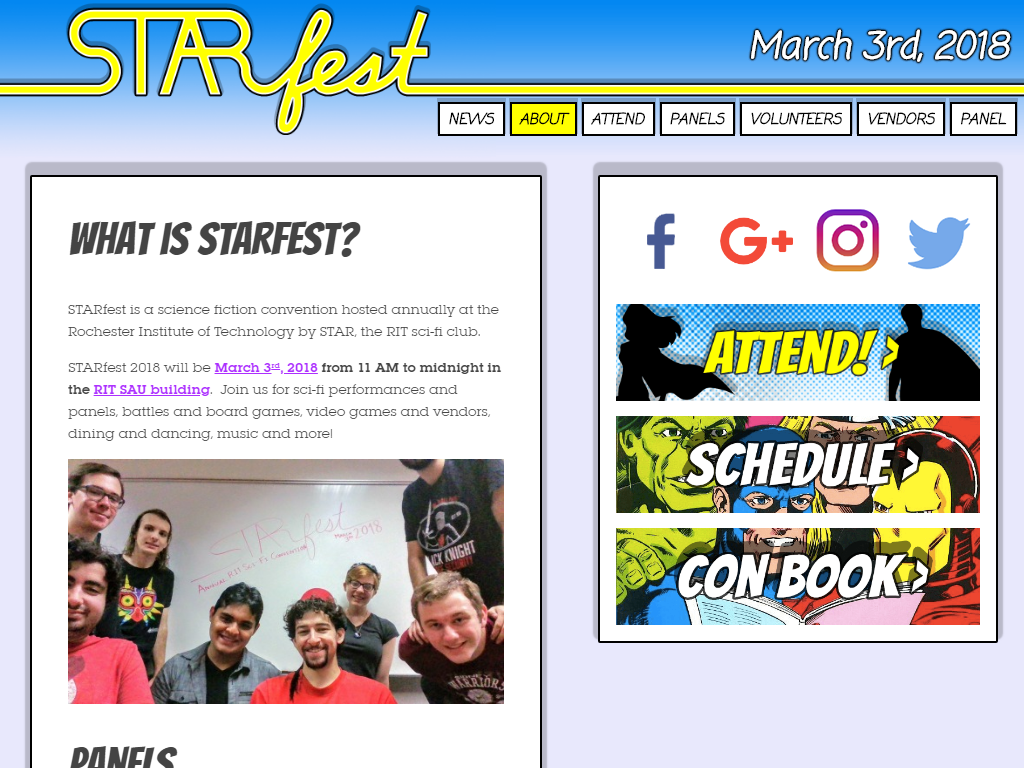 STARfest
March 3rd, 2018
NEWS ABOUT ATTEND PANELS VOLUNTEERS VENDORS PANEL
WHAT IS STARFEST?
STARfest is a science fiction convention hosted annually at the
Rochester Institute of Technology by STAR, the RIT sci-fi club.
STARfest 2018 will be March 3rd, 2018 from 11 AM to midnight in
the RIT SAU building. Join us for sci-fi performances and
panels, battles and board games, video games and vendors,
dining and dancing, music and more!
STARfest
March 2018
ANNUAL RIT SCI FI CONVENTION
CK KNIGHT
WARRIORS
PANELS
ATTEND! >
SCHEDULE >
CON BOOK >